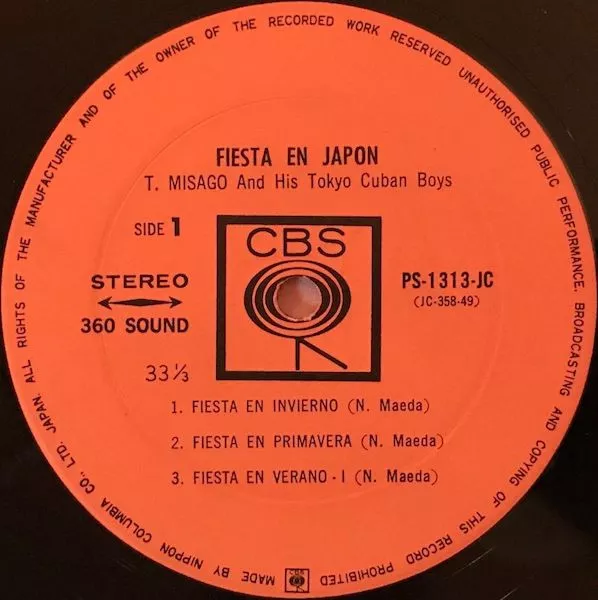 FIESTA EN JAPON
T. MISAGO And His Tokyo Cuban Boys
SIDE 1
CBS
STEREO
360 SOUND
33⅓
PS-1313-JC
(JC-358-49)
1. FIESTA EN INVIERNO (N. Maeda)
2. FIESTA EN PRIMAVERA (N. Maeda)
3. FIESTA EN VERANO - I (N. Maeda)
MADE BY NIPPON COLUMBIA CO., LTD. JAPAN. ALL RIGHTS OF THE MANUFACTURER AND OF THE OWNER OF THE RECORDED WORK RESERVED UNAUTHORISED PUBLIC PERFORMANCE, BROADCASTING AND COPYING OF THIS RECORD PROHIBITED
CBS